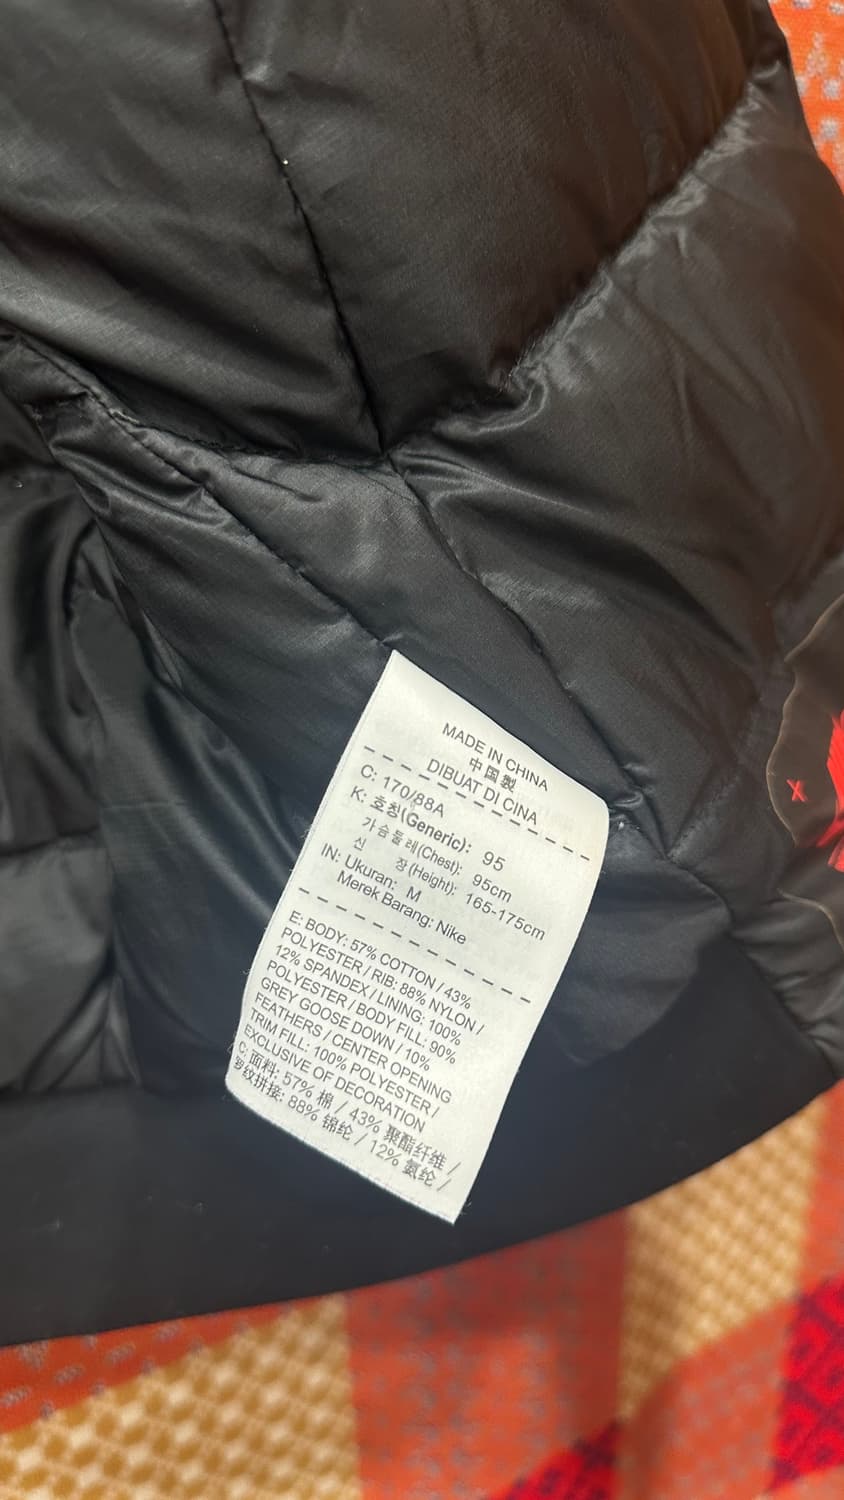 MADE IN CHINA
中国製
DIBUAT DI CINA
C: 170/88A
K: 호칭(Generic): 95
가슴둘레(Chest): 95cm
신 장(Height): 165-175cm
IN: Ukuran: M
Merek Barang: Nike
E: BODY: 57% COTTON / 43%
POLYESTER / RIB: 88% NYLON /
12% SPANDEX / LINING: 100%
POLYESTER / BODY FILL: 90%
GREY GOOSE DOWN / 10%
FEATHERS / CENTER OPENING
TRIM FILL: 100% POLYESTER /
EXCLUSIVE OF DECORATION
C: 面料: 57% 棉 / 43% 聚酯纤维 /
罗纹拼接: 88% 锦纶 / 12% 氨纶 /
X